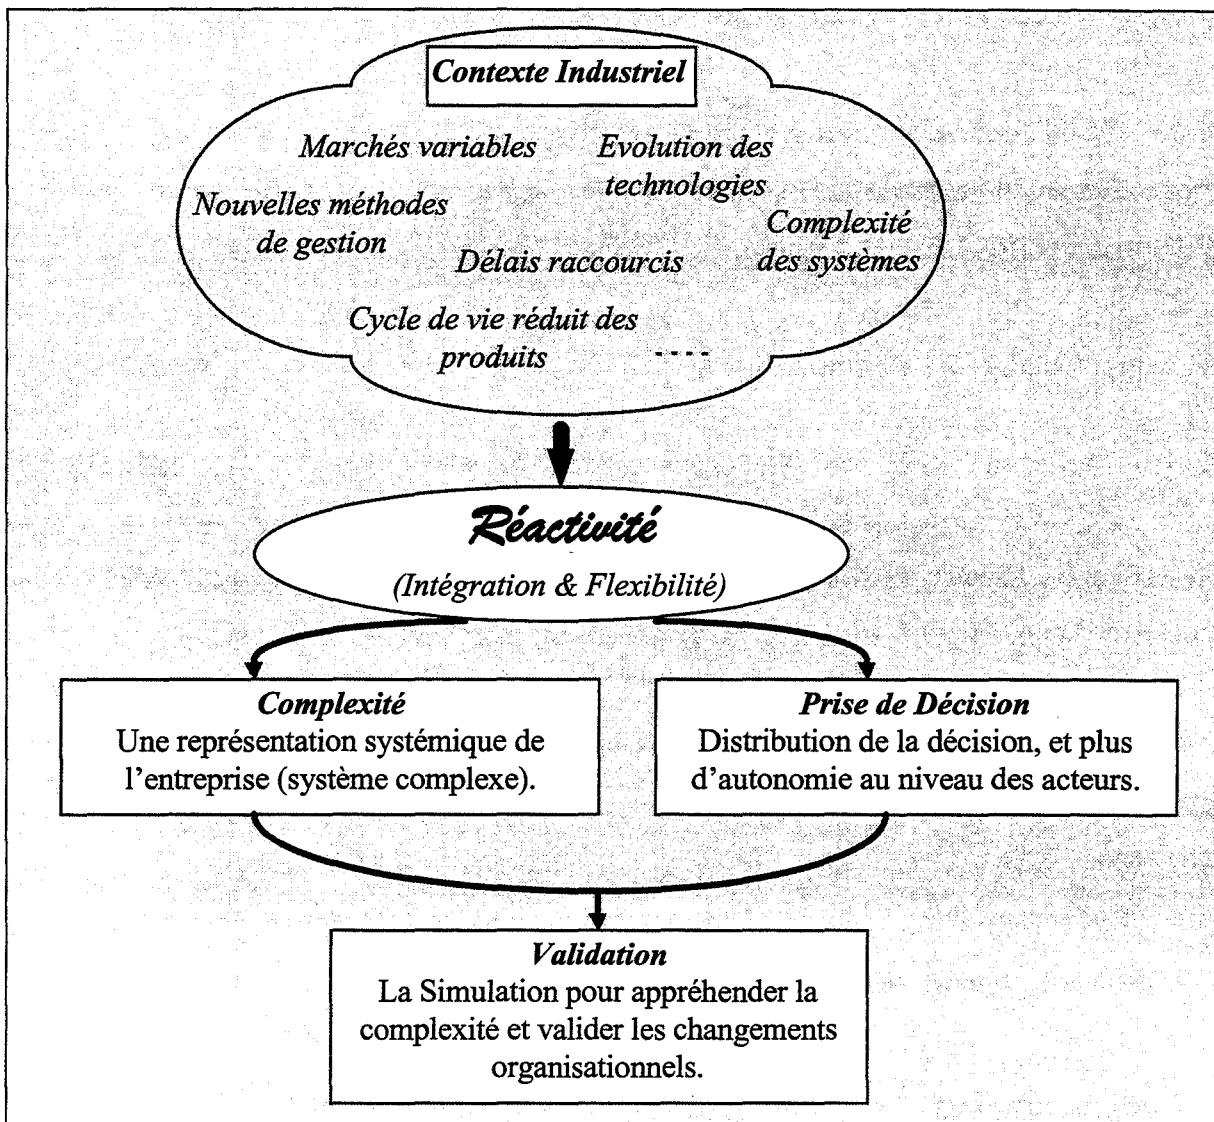 Contexte Industriel
Marchés variables
Evolution des
technologies
Nouvelles méthodes
de gestion
Complexité
des systèmes
Délais raccourcis
Cycle de vie réduit des
produits
----
Réactivité
(Intégration & Flexibilité)
Complexité
Une représentation systémique de
l'entreprise (système complexe).
Prise de Décision
Distribution de la décision, et plus
d'autonomie au niveau des acteurs.
Validation
La Simulation pour appréhender la
complexité et valider les changements
organisationnels.